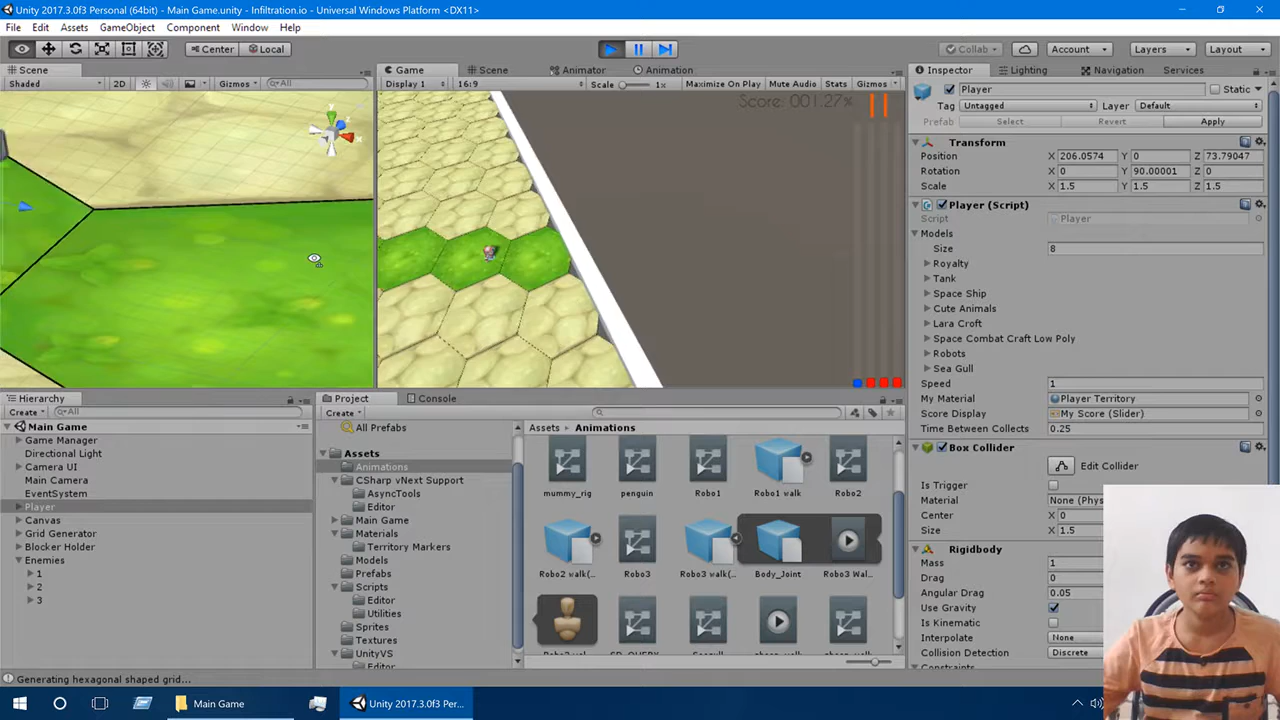 Unity 2017.3.0f3 Personal (64bit) - Main Game.unity - Infiltration.io - Universal Windows Platform <DX11>
File Edit Assets GameObject Component Window Help
Center Local Collab Account Layers Layout
Scene Game Scene Animator Animation Inspector Lighting Navigation Services
Shaded 2D Gizmos All Display 1 16:9 Scale 1x Maximize On Play Mute Audio Stats Gizmos
Score: 001.27%
Player Static
Tag Untagged Layer Default
Prefab Select Revert Apply
Transform
Position X 206.0574 Y 0 Z 73.79047
Rotation X 0 Y 90.00001 Z 0
Scale X 1.5 Y 1.5 Z 1.5
Player (Script)
Script Player
Models
Size 8
Royalty
Tank
Space Ship
Cute Animals
Lara Croft
Space Combat Craft Low Poly
Robots
Sea Gull
Speed 1
My Material Player Territory
Score Display My Score (Slider)
Time Between Collects 0.25
Box Collider
Edit Collider
Is Trigger
Material None (Phys
Center X 0
Size X 1.5
Rigidbody
Mass 1
Drag 0
Angular Drag 0.05
Use Gravity
Is Kinematic
Interpolate None
Collision Detection Discrete
Constraints
Hierarchy
Create All
Main Game
Game Manager
Directional Light
Camera UI
Main Camera
EventSystem
Player
Canvas
Grid Generator
Blocker Holder
Enemies
1
2
3
Project Console
Create
All Prefabs
Assets
Animations
CSharp vNext Support
AsyncTools
Editor
Main Game
Materials
Territory Markers
Models
Prefabs
Scripts
Editor
Utilities
Sprites
Textures
UnityVS
Editor
Assets Animations
mummy_rig penguin Robo1 Robo1 walk Robo2
Robo2 walk(... Robo3 Robo3 walk(... Body_Joint Robo3 Wal...
Generating hexagonal shaped grid...
Main Game Unity 2017.3.0f3 Per...